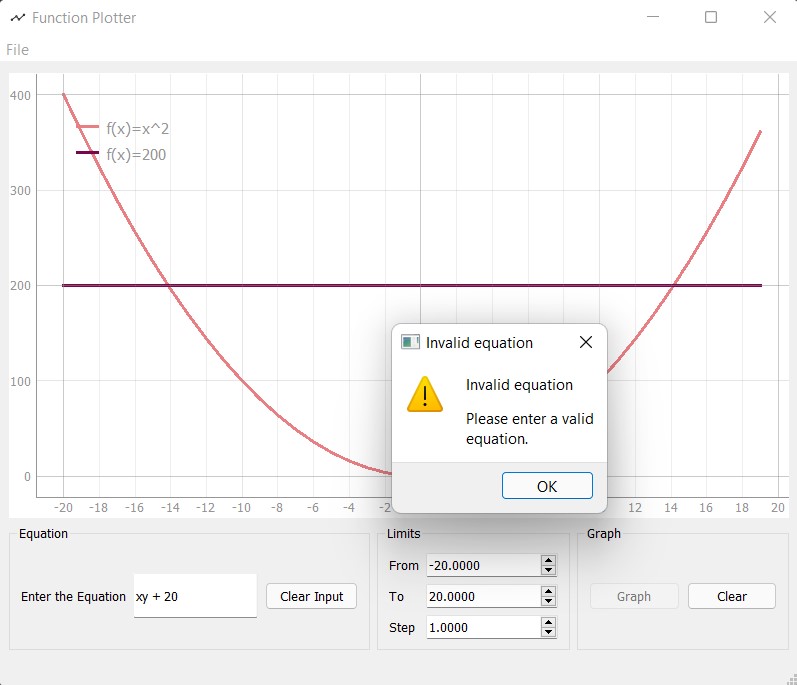 Function Plotter
File
400
300
200
100
0
f(x)=x^2
f(x)=200
-20 -18 -16 -14 -12 -10 -8 -6 -4 -2 12 14 16 18 20
Invalid equation
Invalid equation
Please enter a valid
equation.
OK
Equation
Enter the Equation xy + 20 Clear Input
Limits
From -20.0000
To 20.0000
Step 1.0000
Graph
Graph Clear